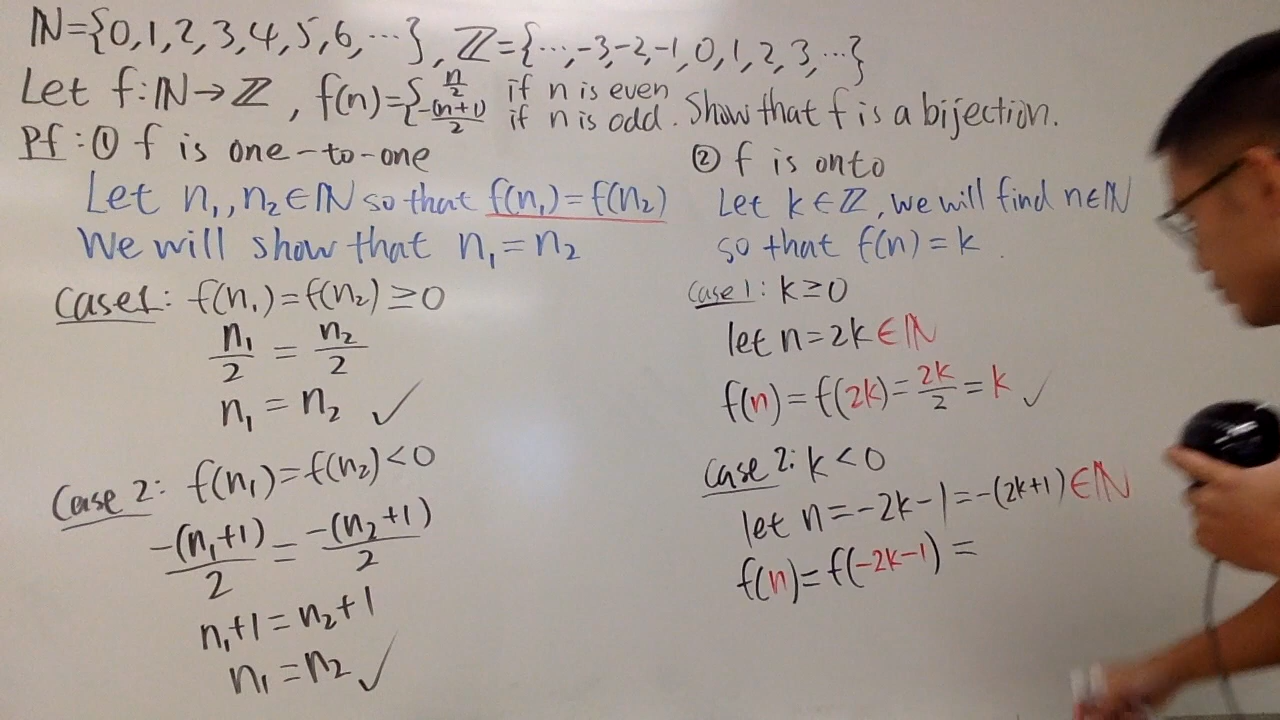 ℕ={0,1,2,3,4,5,6,...}, ℤ={...,-3,-2,-1,0,1,2,3,...}
Let f:ℕ→ℤ, f(n)={ n/2 if n is even
-(n+1)/2 if n is odd. Show that f is a bijection.
Pf: ① f is one-to-one
Let n₁,n₂∈ℕ so that f(n₁)=f(n₂)
We will show that n₁=n₂
Case 1: f(n₁)=f(n₂)≥0
n₁/2 = n₂/2
n₁ = n₂ ✓
Case 2: f(n₁)=f(n₂)<0
-(n₁+1)/2 = -(n₂+1)/2
n₁+1=n₂+1
n₁=n₂ ✓
② f is onto
Let k∈ℤ, we will find n∈ℕ
so that f(n)=k.
Case 1: k≥0
let n=2k∈ℕ
f(n)=f(2k)=2k/2=k ✓
Case 2: k<0
let n=-2k-1=-(2k+1)∈ℕ
f(n)=f(-2k-1)=